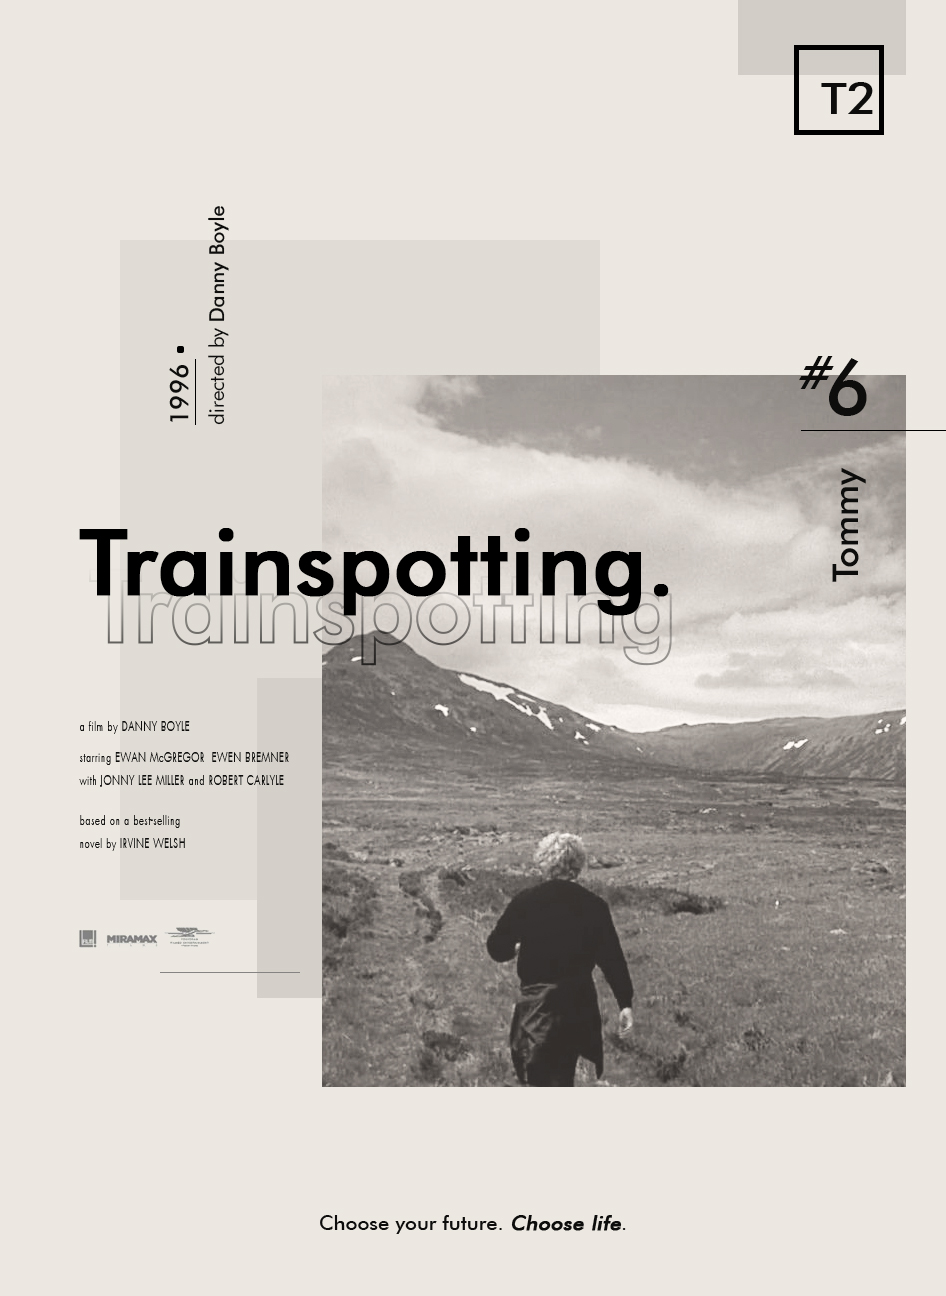 T2
1996 •
directed by Danny Boyle
#6
Tommy
Trainspotting.
Trainspotting
a film by DANNY BOYLE
starring EWAN McGREGOR EWEN BREMNER
with JONNY LEE MILLER and ROBERT CARLYLE
based on a best-selling
novel by IRVINE WELSH
MIRAMAX
Choose your future. Choose life.